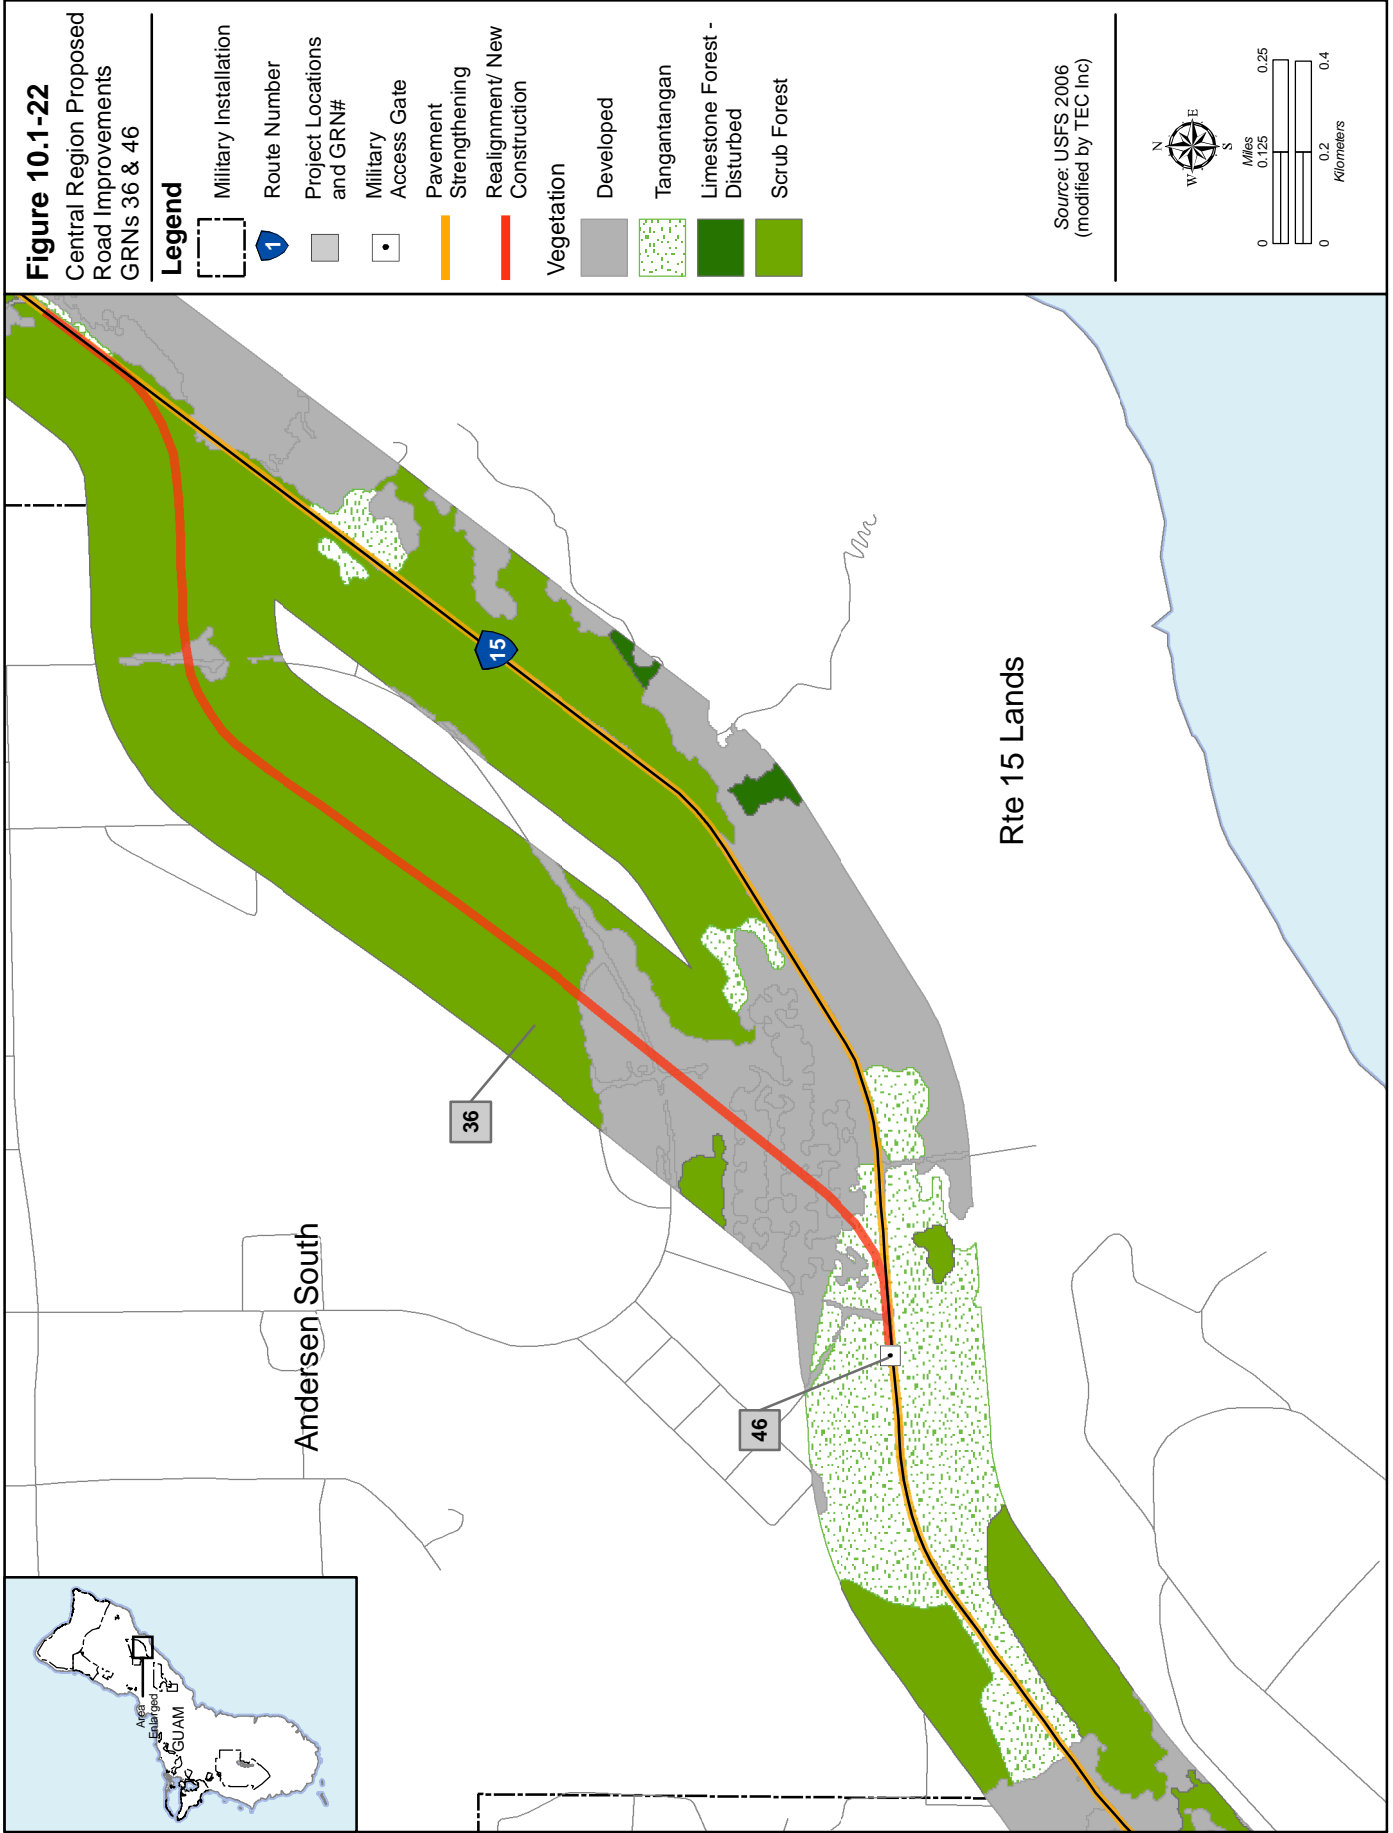 Figure 10.1-22
Central Region Proposed
Road Improvements
GRNs 36 & 46
Legend
Military Installation
1
Route Number
Project Locations
and GRN#
Military
Access Gate
Pavement
Strengthening
Realignment/ New
Construction
Vegetation
Developed
Tangantangan
Limestone Forest -
Disturbed
Scrub Forest
Source: USFS 2006
(modified by TEC Inc)
N
W
E
S
Miles
0
0.125
0.25
0
0.2
0.4
Kilometers
Andersen South
36
46
15
Rte 15 Lands
Area
Enlarged
GUAM